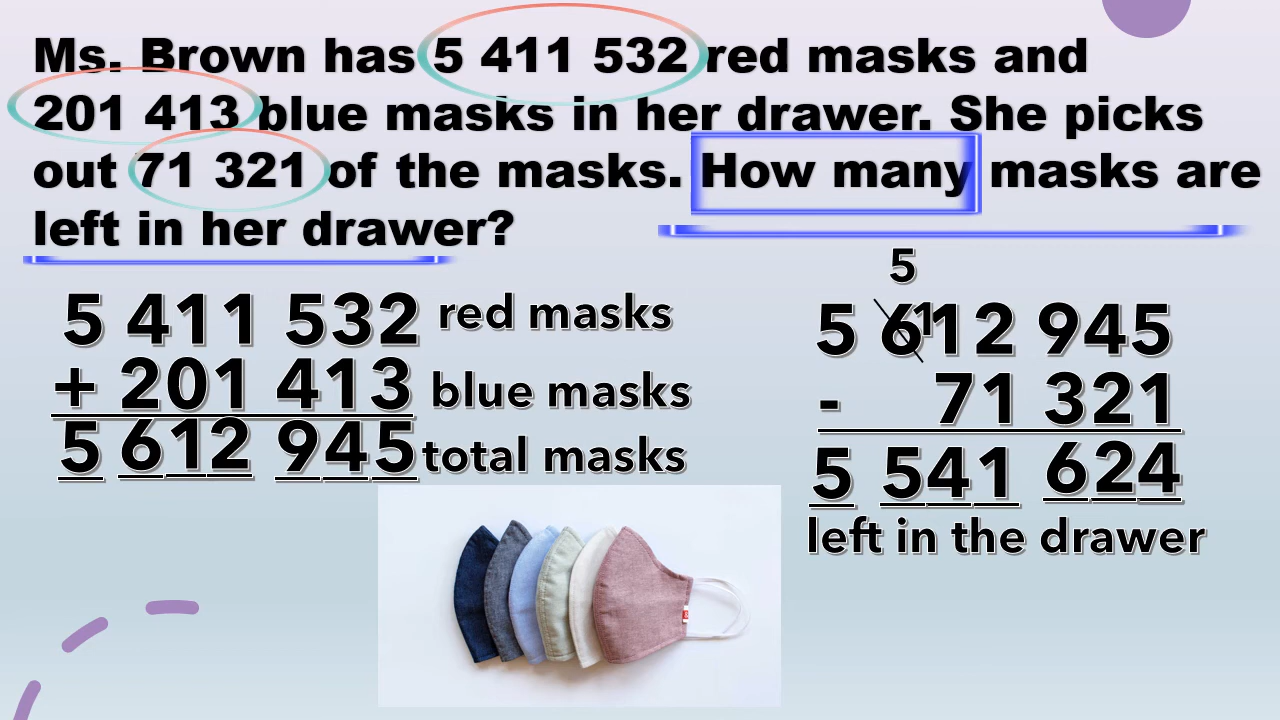 Ms. Brown has 5 411 532 red masks and
201 413 blue masks in her drawer. She picks
out 71 321 of the masks. How many masks are
left in her drawer?
5 411 532 red masks
+ 201 413 blue masks
5 612 945 total masks
5
5 6112 945
- 71 321
5 541 624
left in the drawer